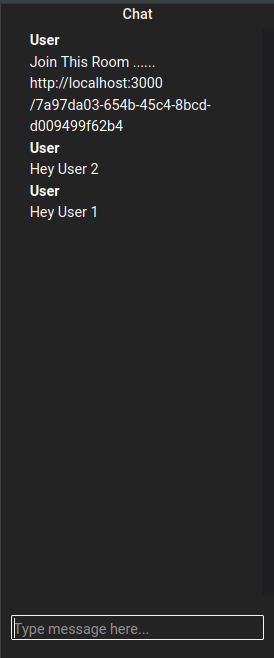 Chat
User
Join This Room ......
http://localhost:3000
/7a97da03-654b-45c4-8bcd-
d009499f62b4
User
Hey User 2
User
Hey User 1
Type message here...